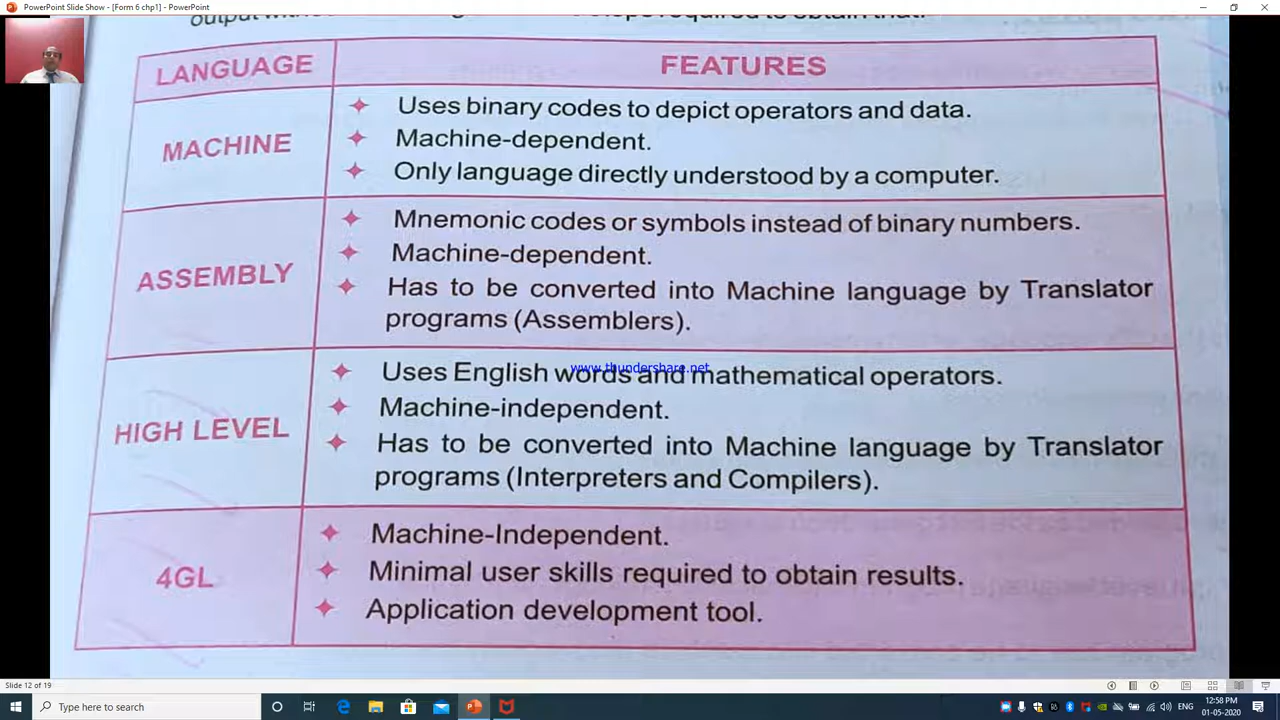 PowerPoint Slide Show - [Form 6 chp1] - PowerPoint
LANGUAGE
FEATURES
MACHINE
Uses binary codes to depict operators and data.
Machine-dependent.
Only language directly understood by a computer.
ASSEMBLY
Mnemonic codes or symbols instead of binary numbers.
Machine-dependent.
Has to be converted into Machine language by Translator
programs (Assemblers).
HIGH LEVEL
Uses English words and mathematical operators.
www.thundershare.net
Machine-independent.
Has to be converted into Machine language by Translator
programs (Interpreters and Compilers).
4GL
Machine-Independent.
Minimal user skills required to obtain results.
Application development tool.
Slide 12 of 19
Type here to search
ENG
12:58 PM
01-05-2020